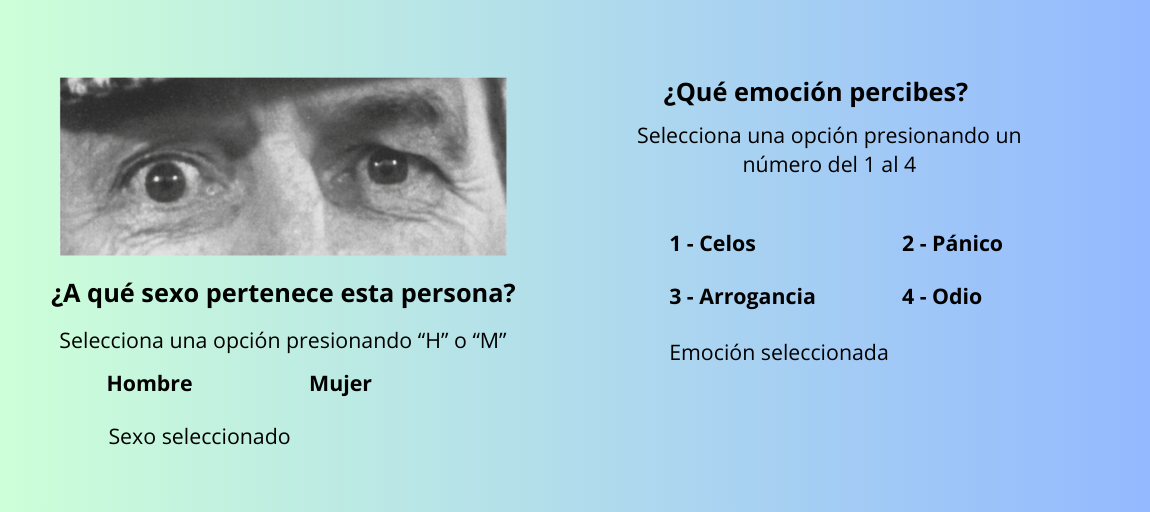 ¿A qué sexo pertenece esta persona?
Selecciona una opción presionando “H” o “M”
Hombre
Mujer
Sexo seleccionado
¿Qué emoción percibes?
Selecciona una opción presionando un
número del 1 al 4
1 - Celos
2 - Pánico
3 - Arrogancia
4 - Odio
Emoción seleccionada